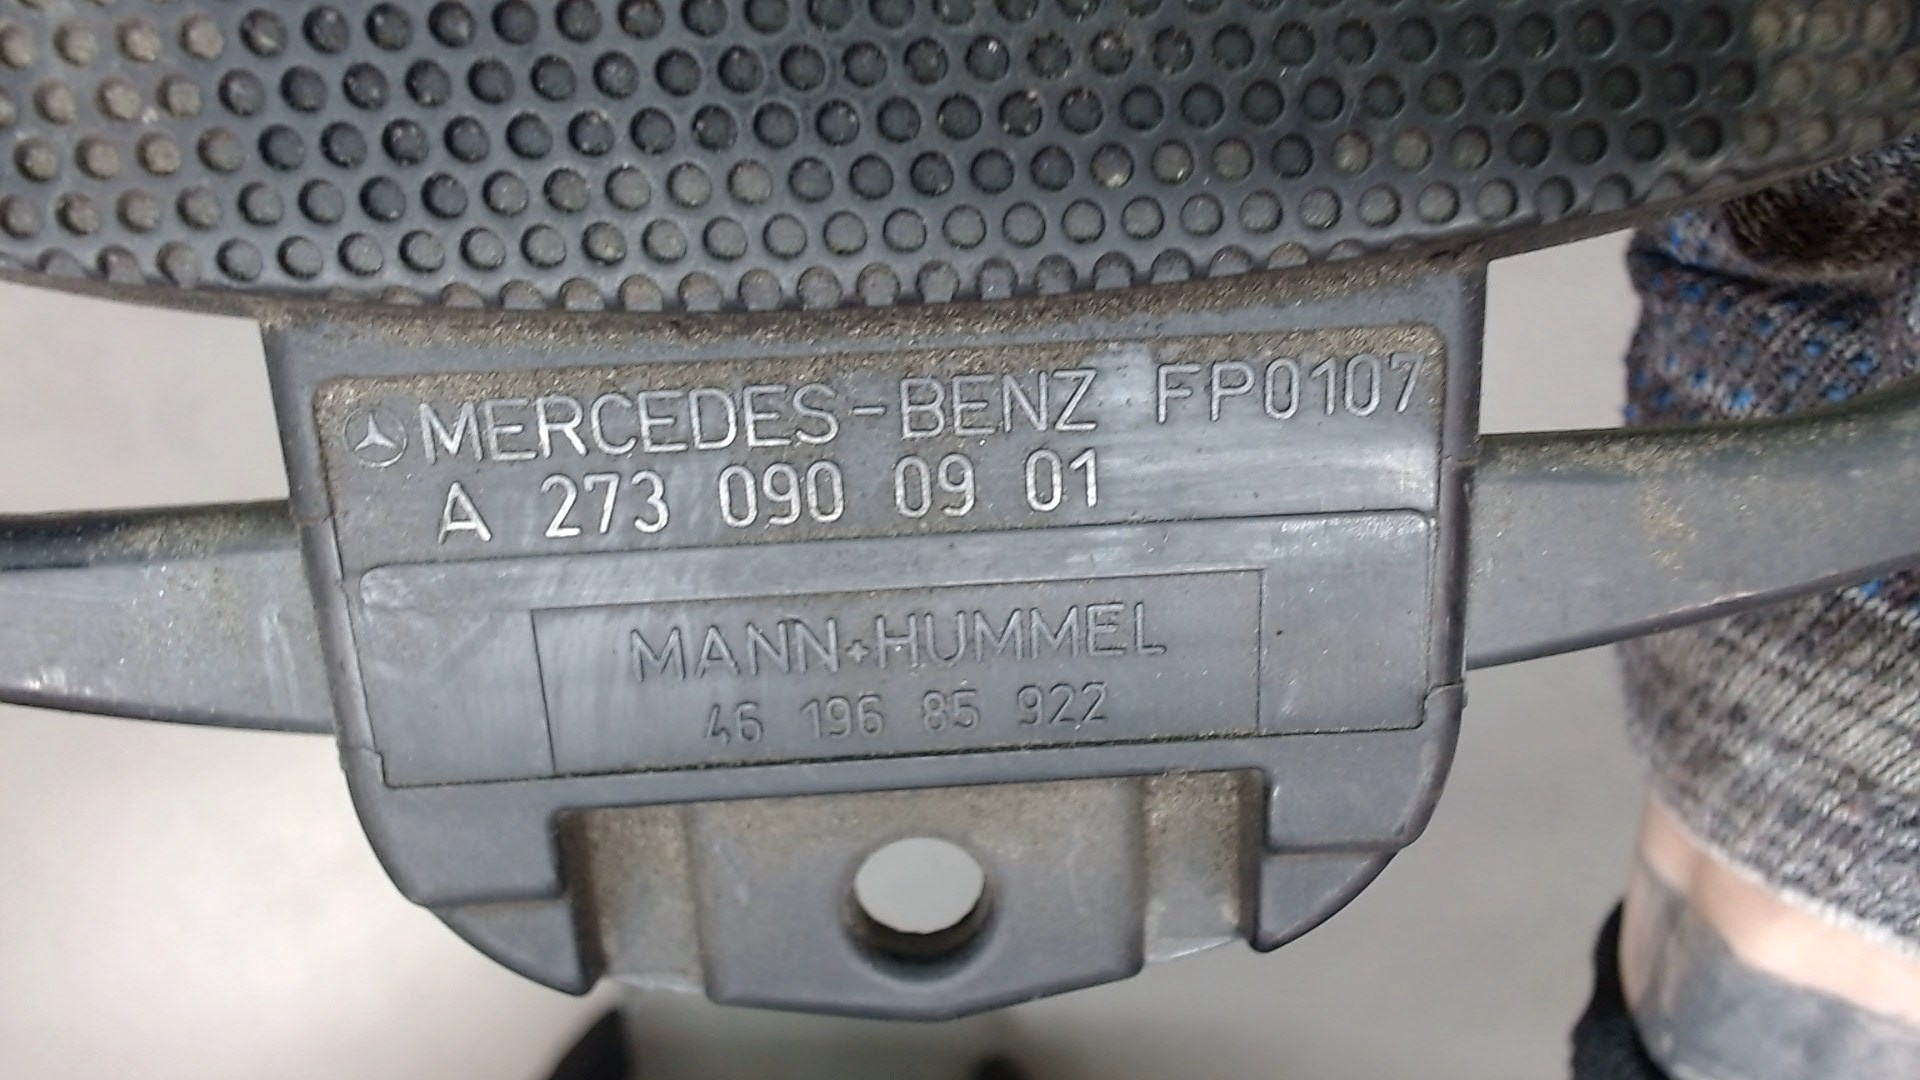 MERCEDES-BENZ FP0107
A 273 090 09 01
MANN+HUMMEL
46 196 85 922